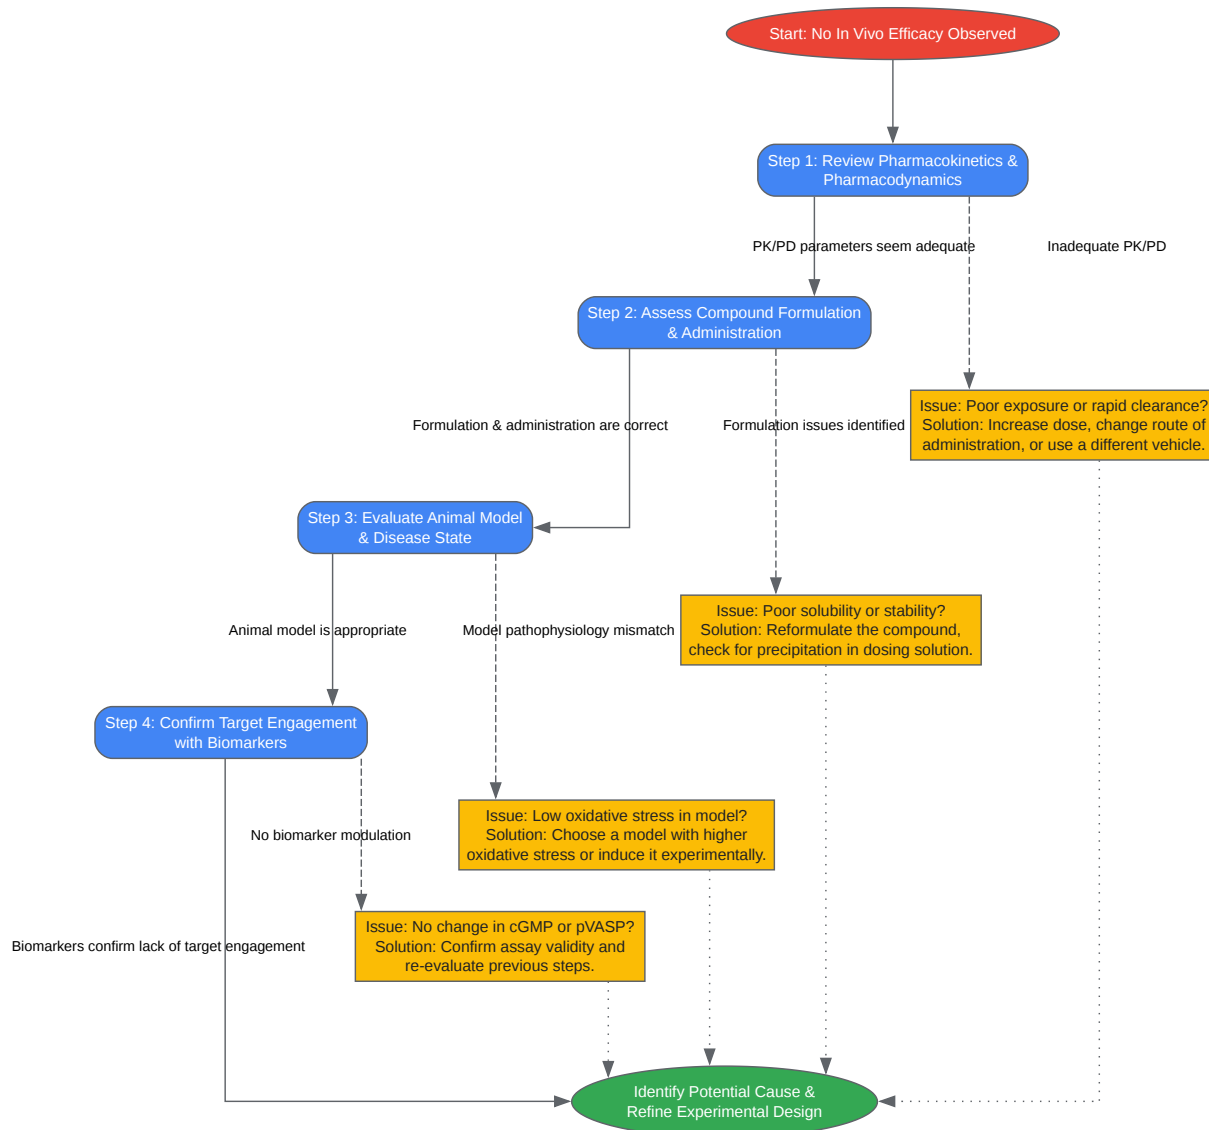 Start: No In Vivo Efficacy Observed
Step 1: Review Pharmacokinetics &
Pharmacodynamics
PK/PD parameters seem adequate
Inadequate PK/PD
Step 2: Assess Compound Formulation
& Administration
Issue: Poor exposure or rapid clearance?
Solution: Increase dose, change route of
administration, or use a different vehicle.
Formulation & administration are correct
Formulation issues identified
Step 3: Evaluate Animal Model
& Disease State
Issue: Poor solubility or stability?
Solution: Reformulate the compound,
check for precipitation in dosing solution.
Animal model is appropriate
Model pathophysiology mismatch
Step 4: Confirm Target Engagement
with Biomarkers
Issue: Low oxidative stress in model?
Solution: Choose a model with higher
oxidative stress or induce it experimentally.
No biomarker modulation
Issue: No change in cGMP or pVASP?
Solution: Confirm assay validity and
re-evaluate previous steps.
Biomarkers confirm lack of target engagement
Identify Potential Cause &
Refine Experimental Design